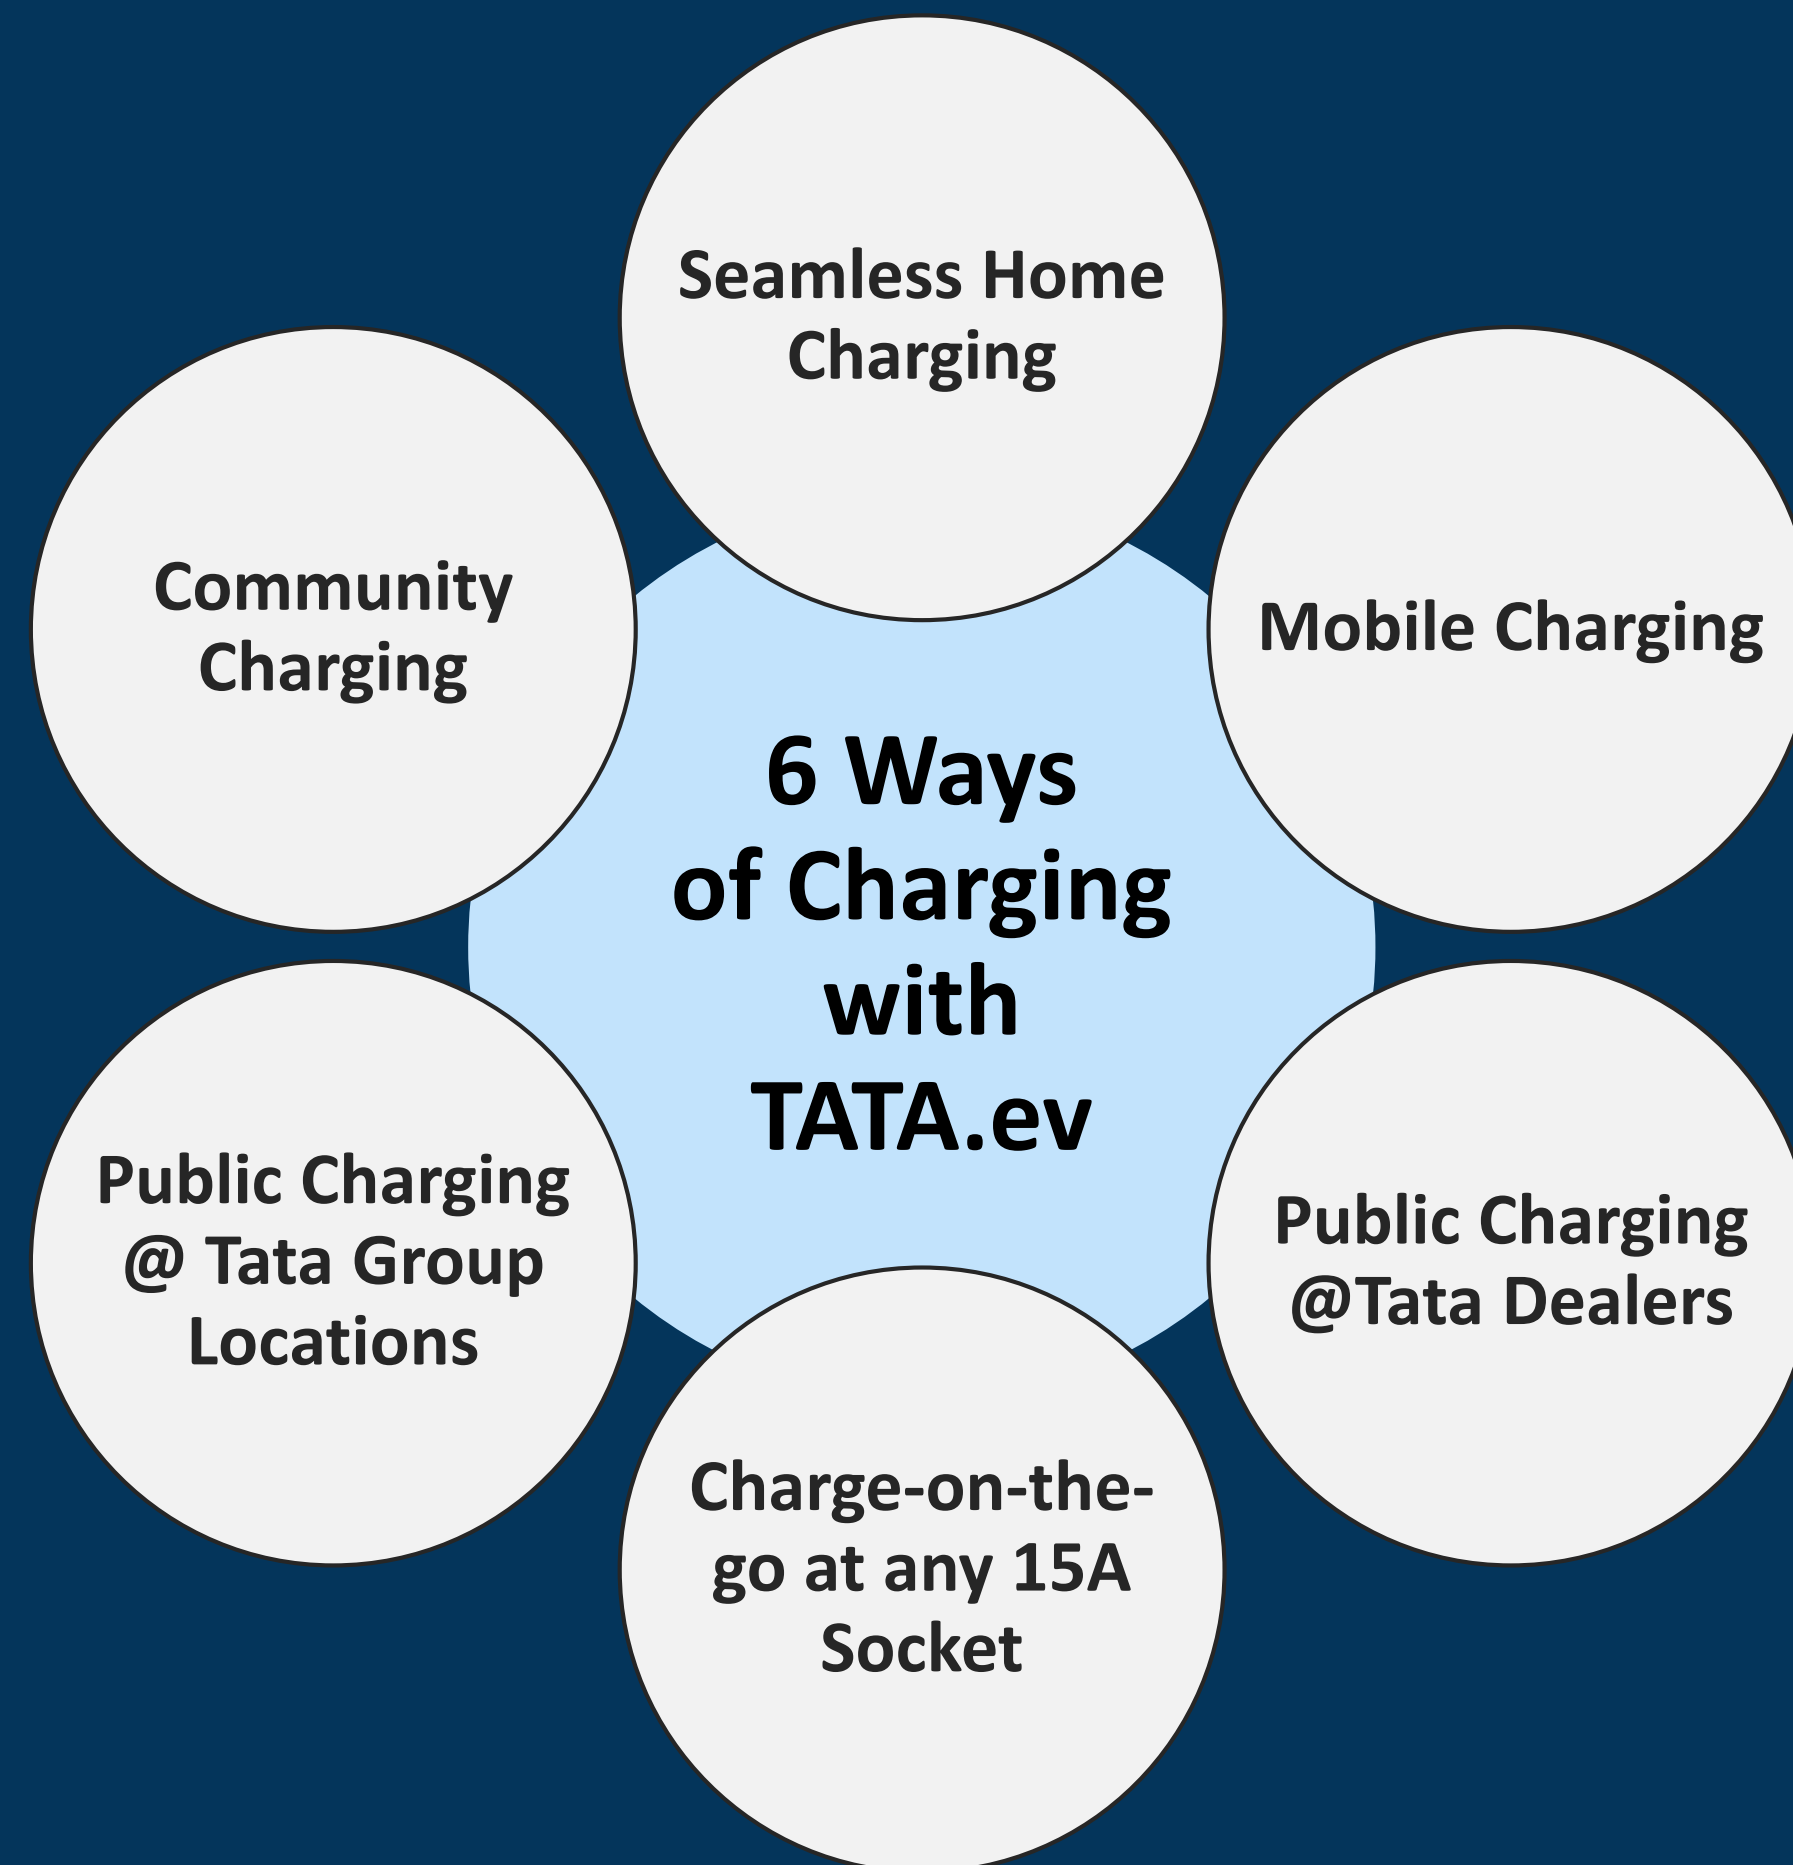 Seamless Home
Charging
Community
Charging
Mobile Charging
6 Ways
of Charging
with
TATA.ev
Public Charging
@ Tata Group
Locations
Public Charging
@Tata Dealers
Charge-on-the-
go at any 15A
Socket